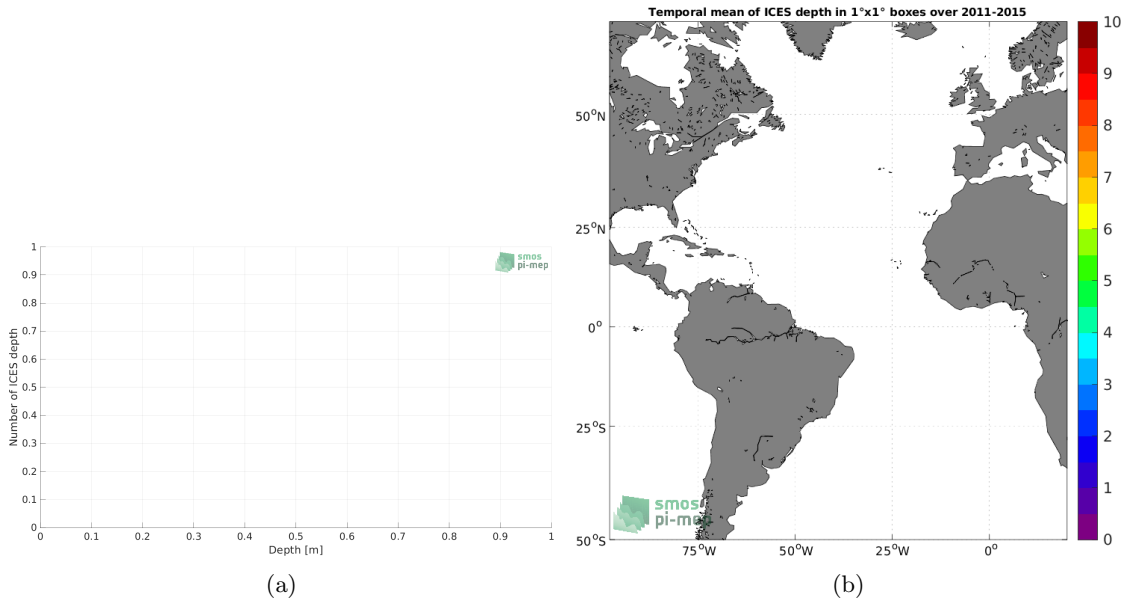 Temporal mean of ICES depth in 1°x1° boxes over 2011-2015
10
9
8
7
6
5
4
3
2
1
0
50°N
25°N
0°
25°S
50°S
75°W
50°W
25°W
0°
smos
pi-mep
1
0.9
0.8
0.7
0.6
0.5
0.4
0.3
0.2
0.1
0
Number of ICES depth
smos
pi-mep
0
0.1
0.2
0.3
0.4
0.5
0.6
0.7
0.8
0.9
1
Depth [m]
(a)
(b)